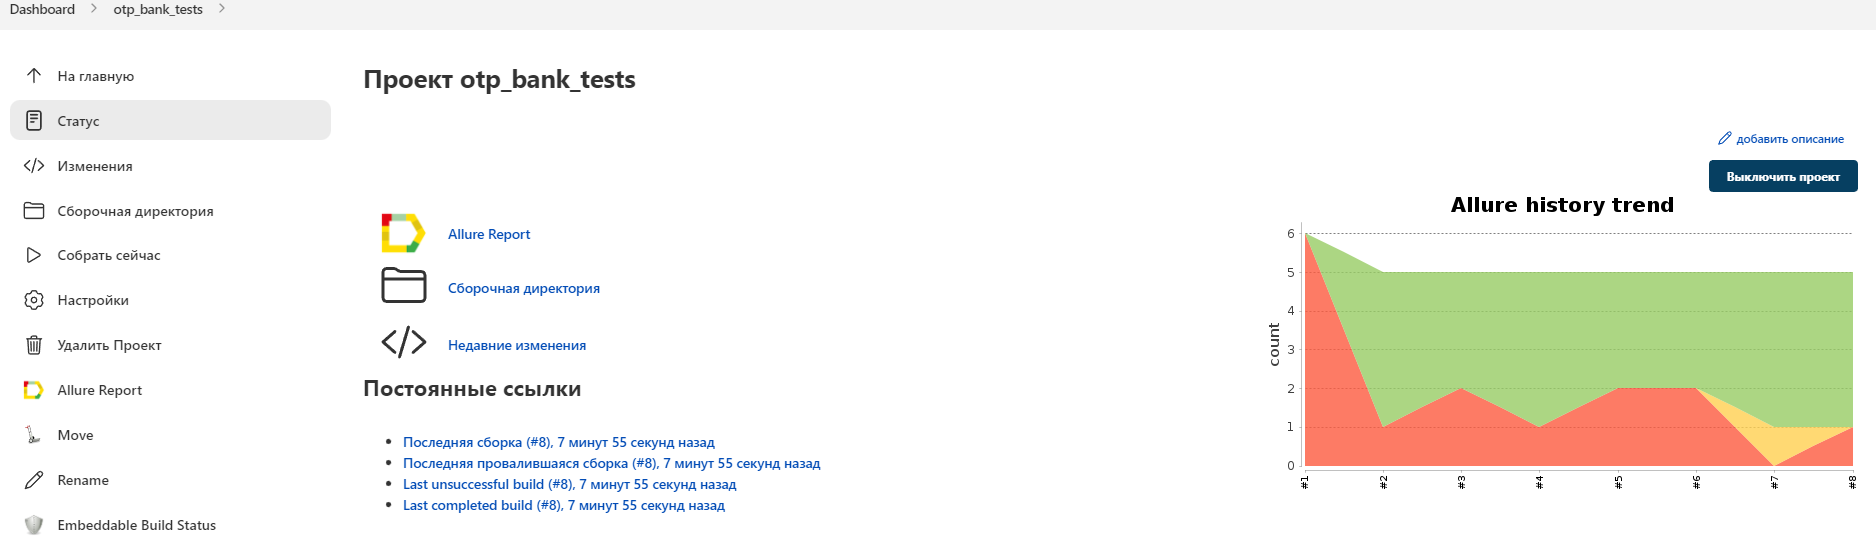 Dashboard
otp_bank_tests
На главную
Статус
Изменения
Сборочная директория
Собрать сейчас
Настройки
Удалить Проект
Allure Report
Move
Rename
Embeddable Build Status
Проект otp_bank_tests
добавить описание
Выключить проект
Allure Report
Сборочная директория
Недавние изменения
Постоянные ссылки
Последняя сборка (#8), 7 минут 55 секунд назад
Последняя провалившаяся сборка (#8), 7 минут 55 секунд назад
Last unsuccessful build (#8), 7 минут 55 секунд назад
Last completed build (#8), 7 минут 55 секунд назад
Allure history trend
count
6
5
4
3
2
1
0
#1
#2
#3
#4
#5
#6
#7
#8